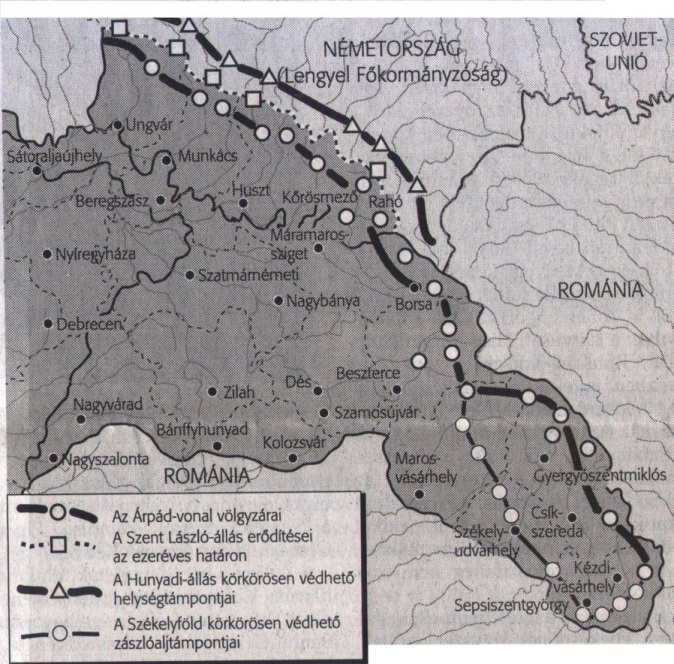 NÉMETORSZÁG
(Lengyel Főkormányzóság)
SZOVJET-
UNIÓ
Ungvár
Sátoraljaújhely
Munkács
Beregszász
Huszt
Kőrösmező
Rahó
Máramaros-
sziget
Nyíregyháza
Szatmárnémeti
Nagybánya
Borsa
ROMÁNIA
Debrecen
Zilah
Dés
Beszterce
Szamosújvár
Nagyvárad
Bánffyhunyad
Kolozsvár
Nagyszalonta
ROMÁNIA
Maros-
vásárhely
Gyergyószentmiklós
Csík-
szereda
Székely-
udvarhely
Kézdi-
vásárhely
Sepsiszentgyörgy
Az Árpád-vonal völgyzárai
A Szent László-állás erődítései
az ezeréves határon
A Hunyadi-állás körkörösen védhető
helységtámpontjai
A Székelyföld körkörösen védhető
zászlóaljtámpontjai